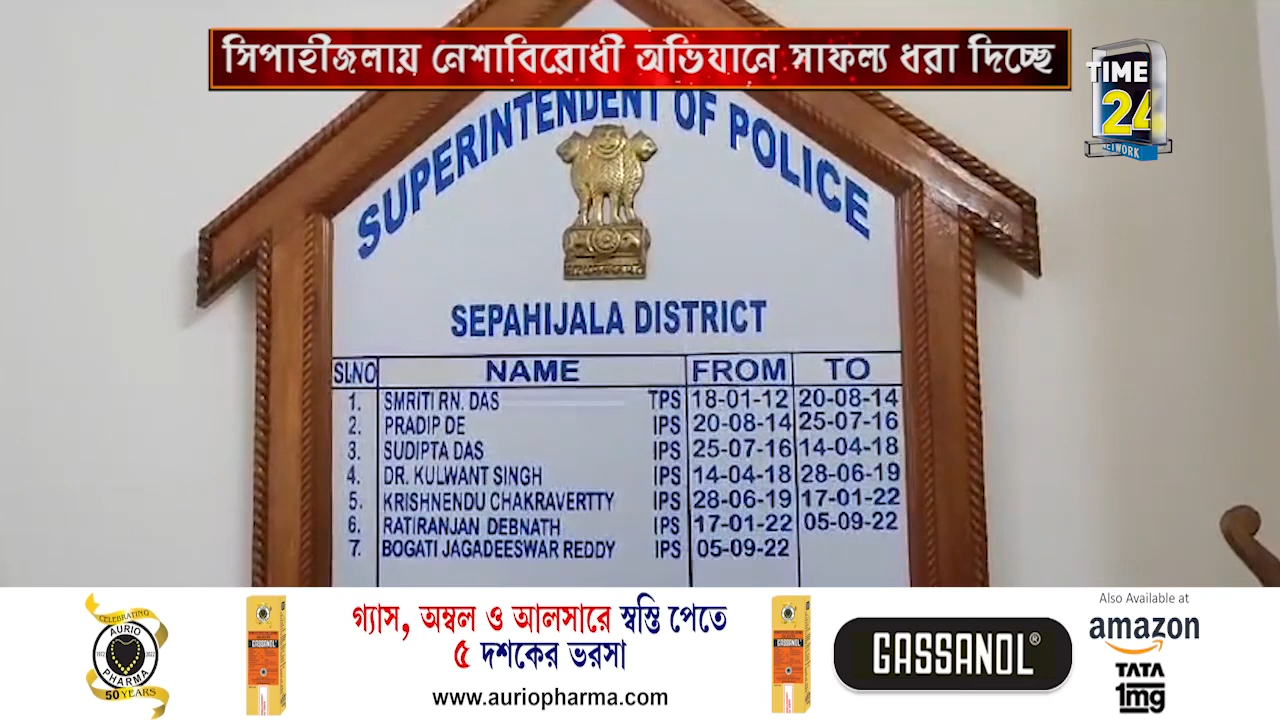 সিপাহীজলায় নেশাবিরোধী অভিযানে সাফল্য ধরা দিচ্ছে
TIME
24
NETWORK
SUPERINTENDENT OF POLICE
SEPAHIJALA DISTRICT
SL.NO NAME FROM TO
1. SMRITI RN. DAS TPS 18-01-12 20-08-14
2. PRADIP DE IPS 20-08-14 25-07-16
3. SUDIPTA DAS IPS 25-07-16 14-04-18
4. DR. KULWANT SINGH IPS 14-04-18 28-06-19
5. KRISHNENDU CHAKRAVERTTY IPS 28-06-19 17-01-22
6. RATIRANJAN DEBNATH IPS 17-01-22 05-09-22
7. BOGATI JAGADEESWAR REDDY IPS 05-09-22
CELEBRATING
AURIO
PHARMA
50 YEARS
GASSANOL
গ্যাস, অম্বল ও আলসারে স্বস্তি পেতে
৫ দশকের ভরসা
www.auriopharma.com
GASSANOL
GASSANOL®
Also Available at
amazon
TATA
1mg